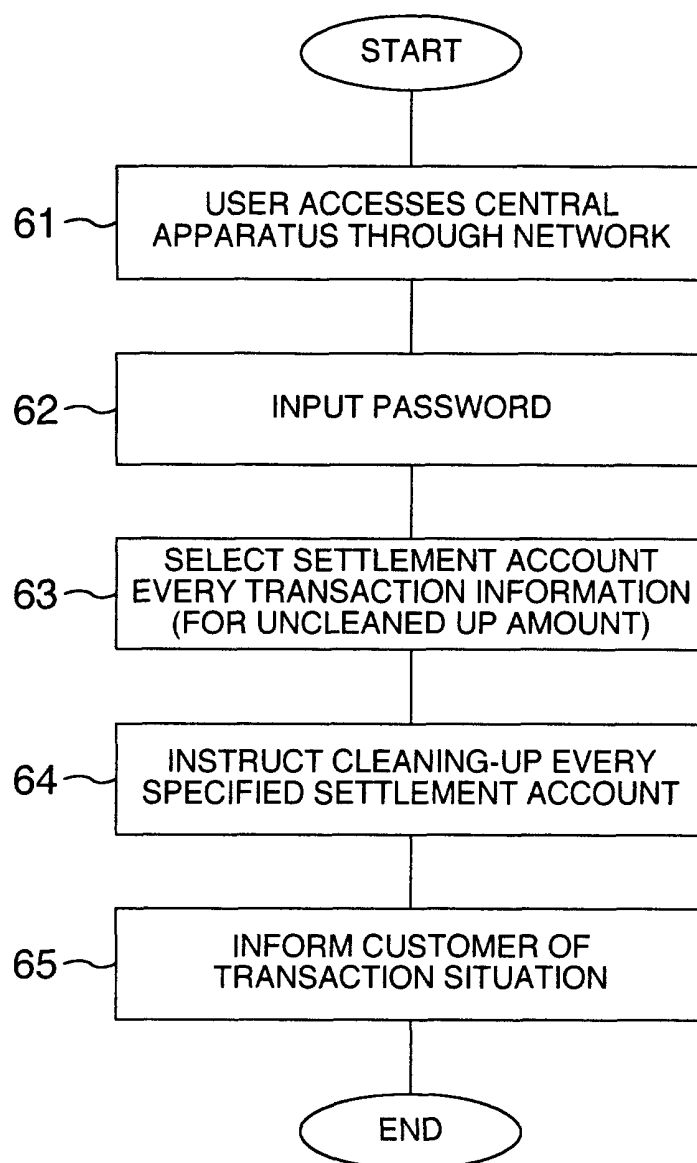 START
61
USER ACCESSES CENTRAL
APPARATUS THROUGH NETWORK
62
INPUT PASSWORD
63
SELECT SETTLEMENT ACCOUNT
EVERY TRANSACTION INFORMATION
(FOR UNCLEANED UP AMOUNT)
64
INSTRUCT CLEANING-UP EVERY
SPECIFIED SETTLEMENT ACCOUNT
65
INFORM CUSTOMER OF
TRANSACTION SITUATION
END